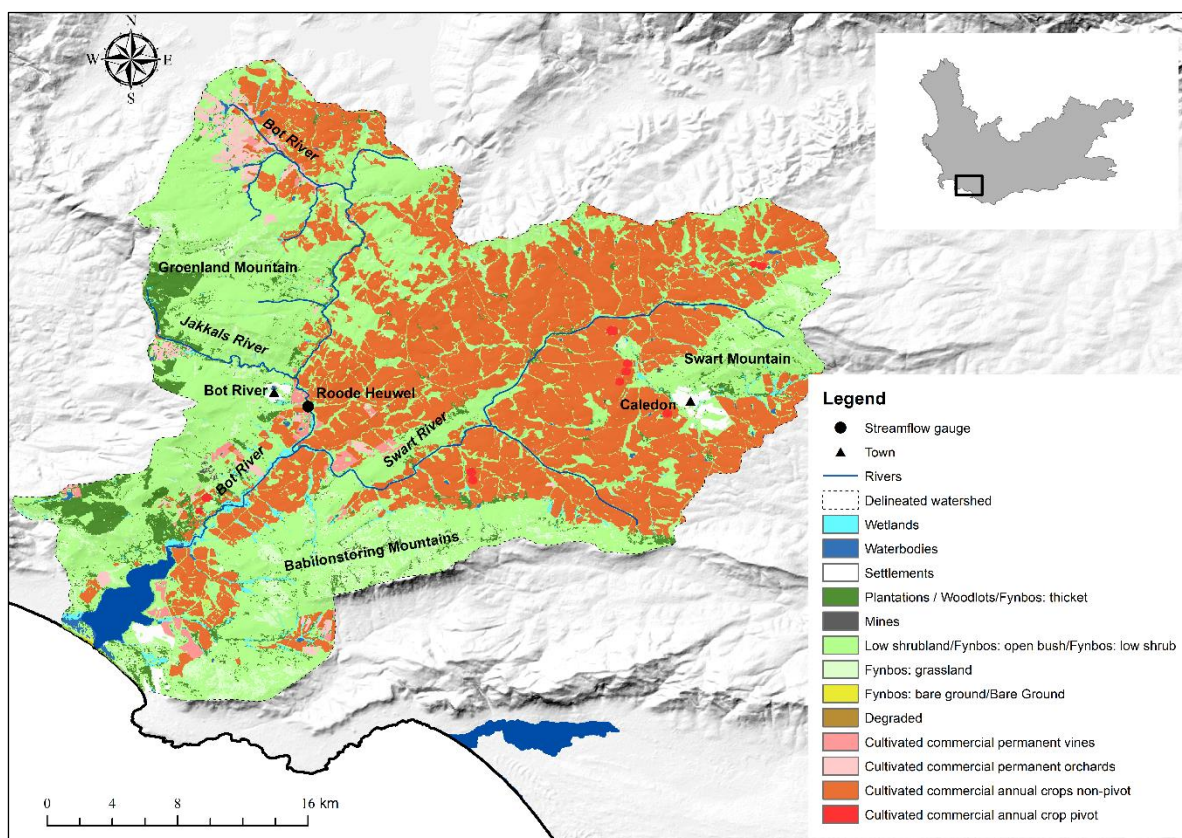 N
W
E
S
Bot River
Groenland Mountain
Jakkals River
Bot River
Roode Heuwel
Swart Mountain
Caledon
Swart River
Bot River
Babilonstoring Mountains
0 4 8 16 km
Legend
Streamflow gauge
Town
Rivers
Delineated watershed
Wetlands
Waterbodies
Settlements
Plantations / Woodlots/Fynbos: thicket
Mines
Low shrubland/Fynbos: open bush/Fynbos: low shrub
Fynbos: grassland
Fynbos: bare ground/Bare Ground
Degraded
Cultivated commercial permanent vines
Cultivated commercial permanent orchards
Cultivated commercial annual crops non-pivot
Cultivated commercial annual crop pivot